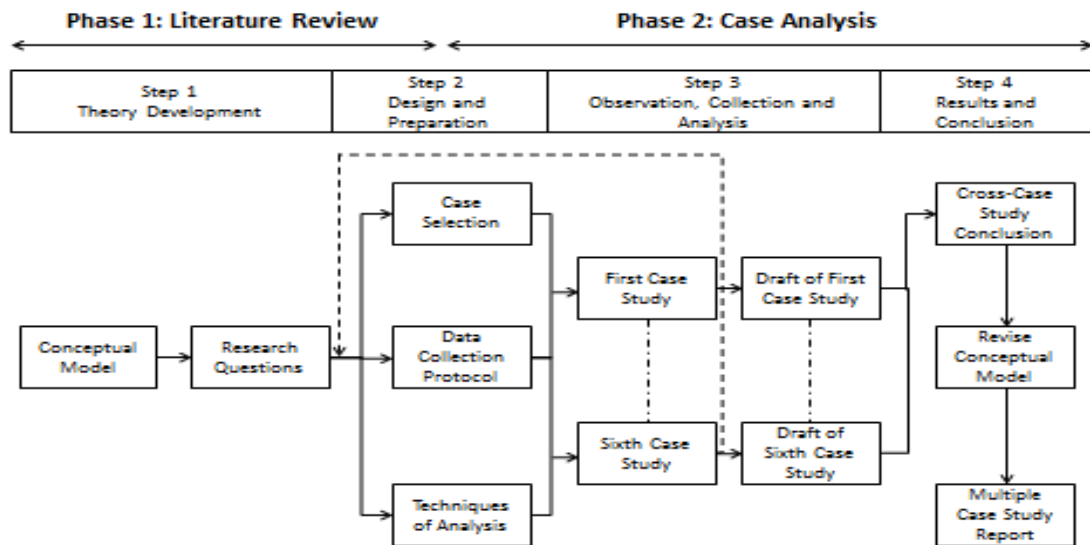 Phase 1: Literature Review
Phase 2: Case Analysis
Step 1
Theory Development
Step 2
Design and
Preparation
Step 3
Observation, Collection and
Analysis
Step 4
Results and
Conclusion
Case
Selection
Cross-Case
Study
Conclusion
First Case
Study
Draft of First
Case Study
Conceptual
Model
Research
Questions
Data
Collection
Protocol
Revise
Conceptual
Model
Sixth Case
Study
Draft of
Sixth Case
Study
Techniques
of Analysis
Multiple
Case Study
Report